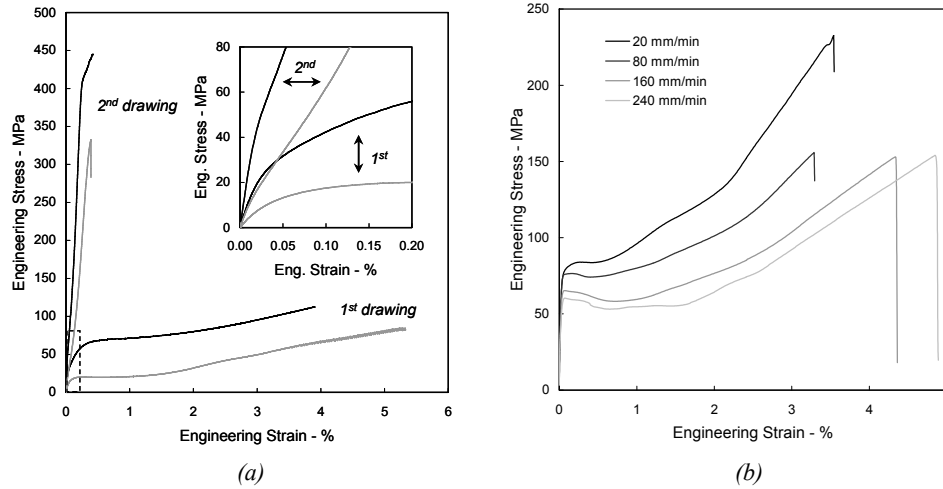 500
450
400
350
300
250
200
150
100
50
0
Engineering Stress - MPa
2nd drawing
1st drawing
80
60
40
20
0
Eng. Stress - MPa
2nd
1st
0.00 0.05 0.10 0.15 0.20
Eng. Strain - %
0 1 2 3 4 5 6
Engineering Strain - %
(a)
250
200
150
100
50
0
Engineering Stress - MPa
20 mm/min
80 mm/min
160 mm/min
240 mm/min
0 1 2 3 4
Engineering Strain - %
(b)